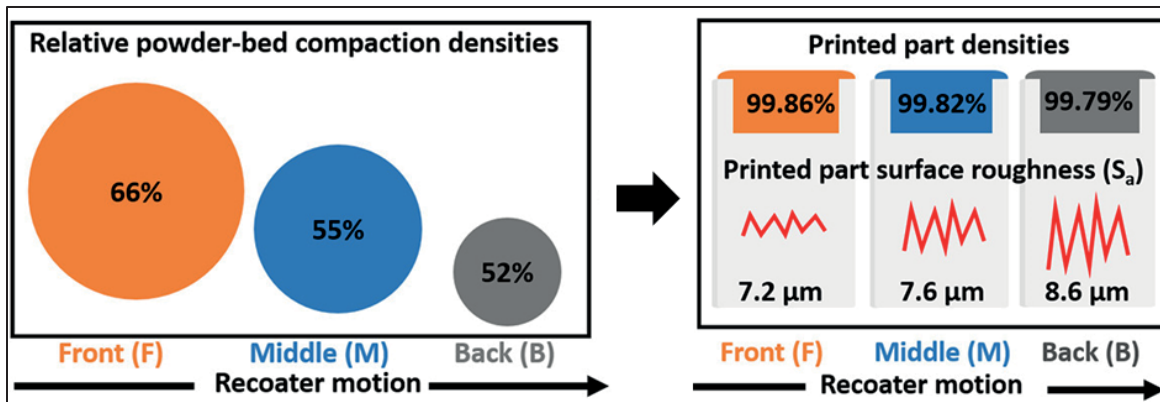 Relative powder-bed compaction densities
66%
55%
52%
Front (F) Middle (M) Back (B)
Recoater motion
Printed part densities
99.86% 99.82% 99.79%
Printed part surface roughness (Sₐ)
7.2 µm 7.6 µm 8.6 µm
Front (F) Middle (M) Back (B)
Recoater motion